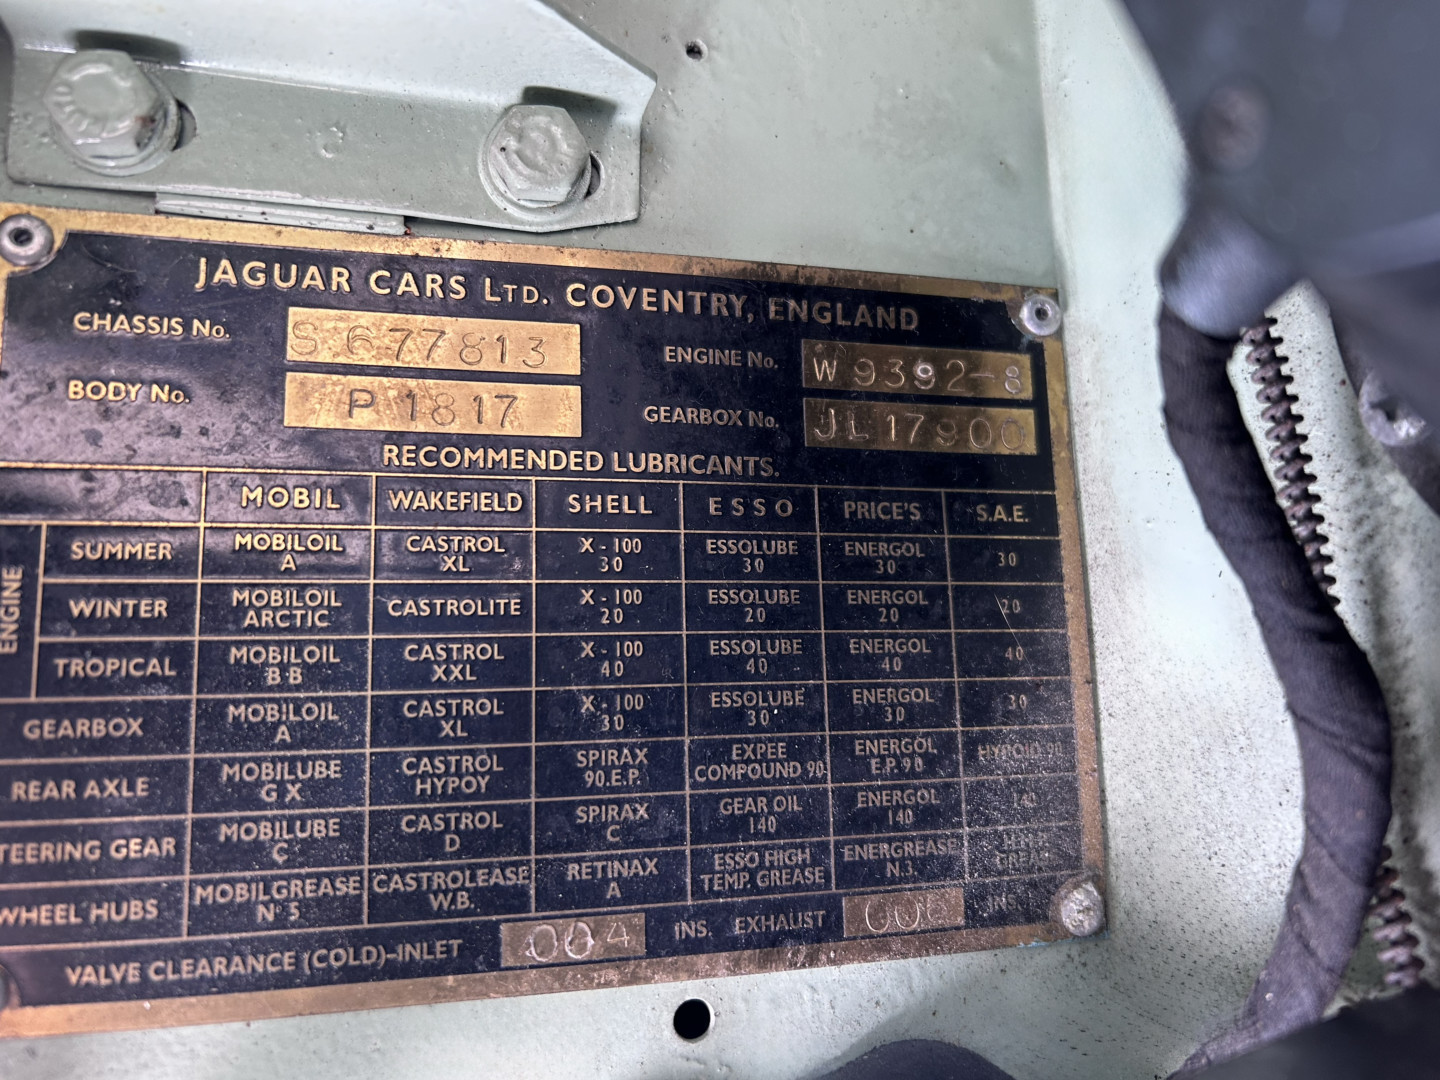 JAGUAR CARS LTD. COVENTRY, ENGLAND
CHASSIS No. S 677813
ENGINE No. W 9392-8
BODY No. P 1817
GEARBOX No. JL 17900
RECOMMENDED LUBRICANTS.
MOBIL WAKEFIELD SHELL ESSO PRICE'S S.A.E.
ENGINE
SUMMER MOBILOIL A CASTROL XL X-100 30 ESSOLUBE 30 ENERGOL 30 30
WINTER MOBILOIL ARCTIC CASTROLITE X-100 20 ESSOLUBE 20 ENERGOL 20 20
TROPICAL MOBILOIL BB CASTROL XXL X-100 40 ESSOLUBE 40 ENERGOL 40 40
GEARBOX MOBILOIL A CASTROL XL X-100 30 ESSOLUBE 30 ENERGOL 30 30
REAR AXLE MOBILUBE GX CASTROL HYPOY SPIRAX 90.E.P. EXPEE COMPOUND 90 ENERGOL E.P.90 HYPOID 90
TEERING GEAR MOBILUBE C CASTROL D SPIRAX C GEAR OIL 140 ENERGOL 140 140
WHEEL HUBS MOBILGREASE No 5 CASTROLEASE W.B. RETINAX A ESSO HIGH TEMP. GREASE ENERGREASE N.3. GREASE
VALVE CLEARANCE (COLD)-INLET 004 INS. EXHAUST 006 INS.